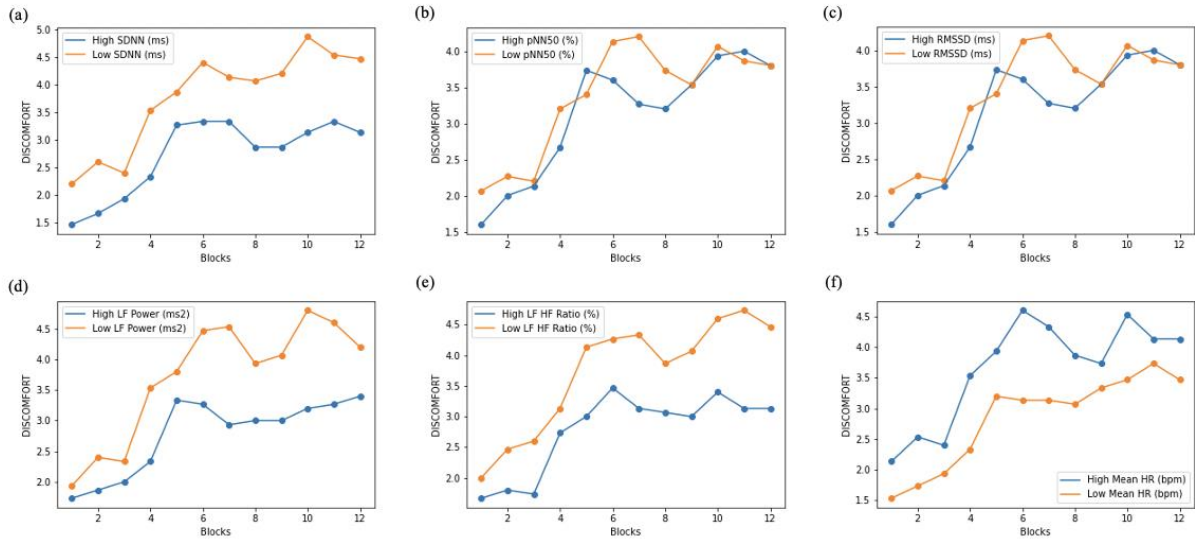 (a)
High SDNN (ms)
Low SDNN (ms)
5.0
4.5
4.0
3.5
3.0
2.5
2.0
1.5
DISCOMFORT
2 4 6 8 10 12
Blocks
(b)
High pNN50 (%)
Low pNN50 (%)
4.0
3.5
3.0
2.5
2.0
1.5
DISCOMFORT
2 4 6 8 10 12
Blocks
(c)
High RMSSD (ms)
Low RMSSD (ms)
4.0
3.5
3.0
2.5
2.0
1.5
DISCOMFORT
2 4 6 8 10 12
Blocks
(d)
High LF Power (ms2)
Low LF Power (ms2)
4.5
4.0
3.5
3.0
2.5
2.0
DISCOMFORT
2 4 6 8 10 12
Blocks
(e)
High LF HF Ratio (%)
Low LF HF Ratio (%)
4.5
4.0
3.5
3.0
2.5
2.0
DISCOMFORT
2 4 6 8 10 12
Blocks
(f)
4.5
4.0
3.5
3.0
2.5
2.0
1.5
DISCOMFORT
High Mean HR (bpm)
Low Mean HR (bpm)
2 4 6 8 10 12
Blocks